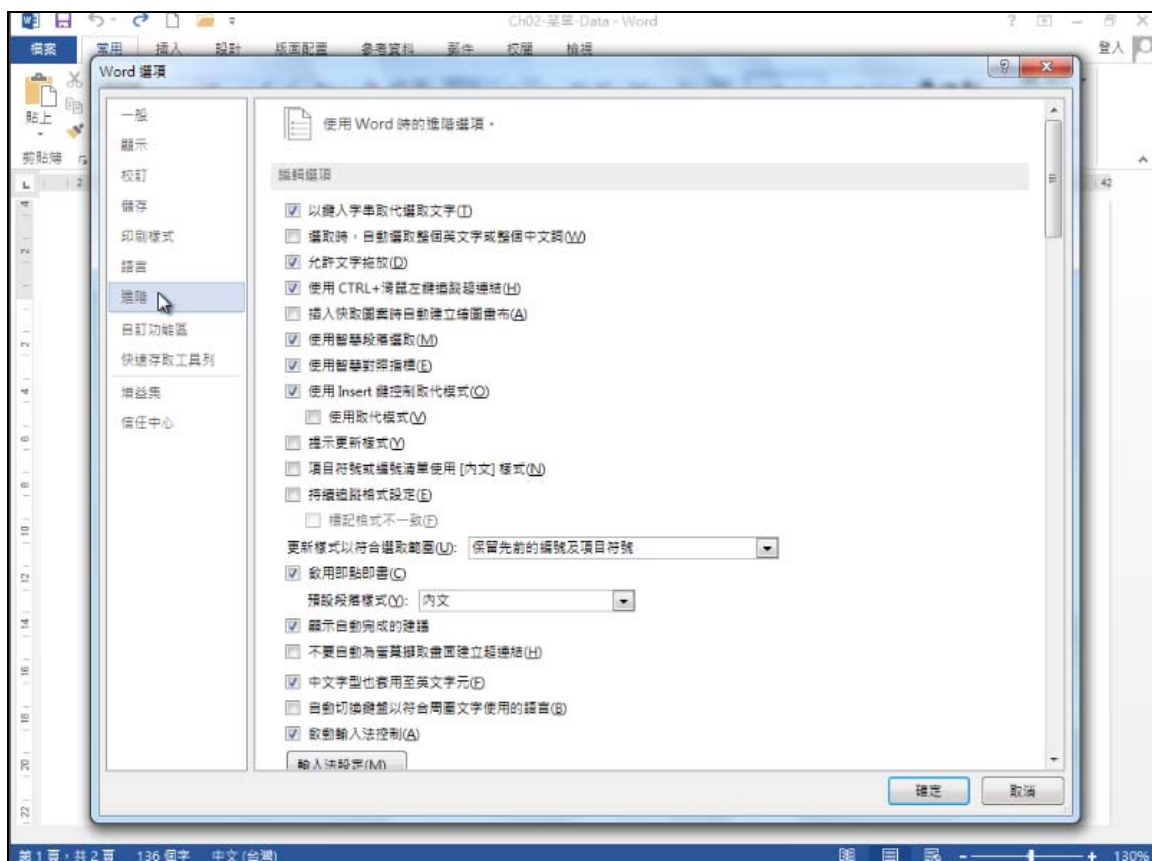 Ch02-菜單-Data - Word
檔案 常用 插入 設計 版面配置 參考資料 郵件 校閱 檢視 登入
貼上
剪貼簿
Word 選項
一般
顯示
校訂
儲存
印刷樣式
語言
進階
自訂功能區
快速存取工具列
增益集
信任中心
使用 Word 時的進階選項。
編輯選項
以鍵入字串取代選取文字(T)
選取時，自動選取整個英文字或整個中文詞(W)
允許文字拖放(D)
使用 CTRL+滑鼠左鍵追蹤超連結(H)
插入快取圖案時自動建立繪圖畫布(A)
使用智慧段落選取(M)
使用智慧對照指標(E)
使用 Insert 鍵控制取代模式(O)
使用取代模式(V)
提示更新樣式(Y)
項目符號或編號清單使用 [內文] 樣式(N)
持續追蹤格式設定(E)
標記格式不一致(F)
更新樣式以符合選取範圍(U): 保留先前的編號及項目符號
啟用即點即書(C)
預設段落樣式(Y): 內文
顯示自動完成的建議
不要自動為螢幕擷取畫面建立超連結(H)
中文字型也套用至英文字元(F)
自動切換鍵盤以符合周圍文字使用的語言(B)
啟動輸入法控制(A)
輸入法設定(M)
確定 取消
第 1 頁，共 2 頁 136 個字 中文 (台灣) 130%